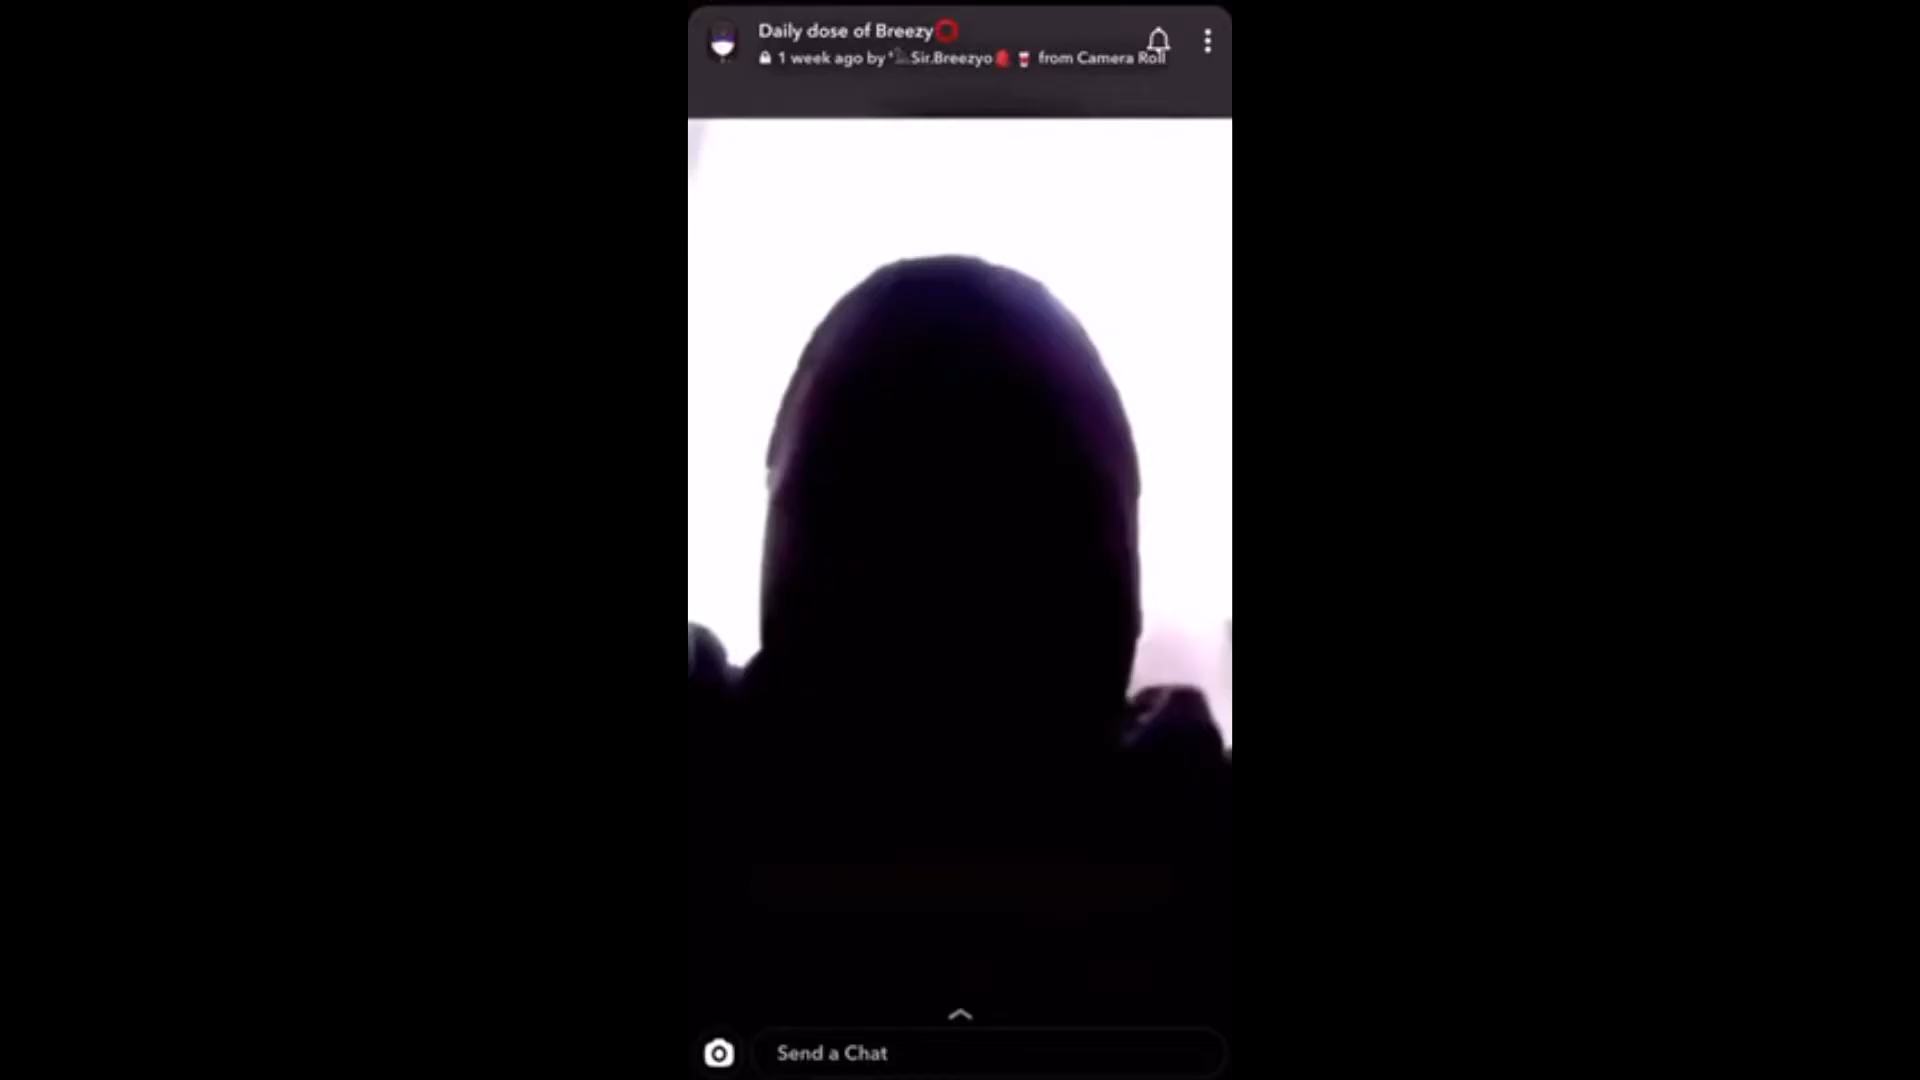 Daily dose of Breezy⭕
1 week ago by Sir.Breezyo from Camera Roll
Send a Chat